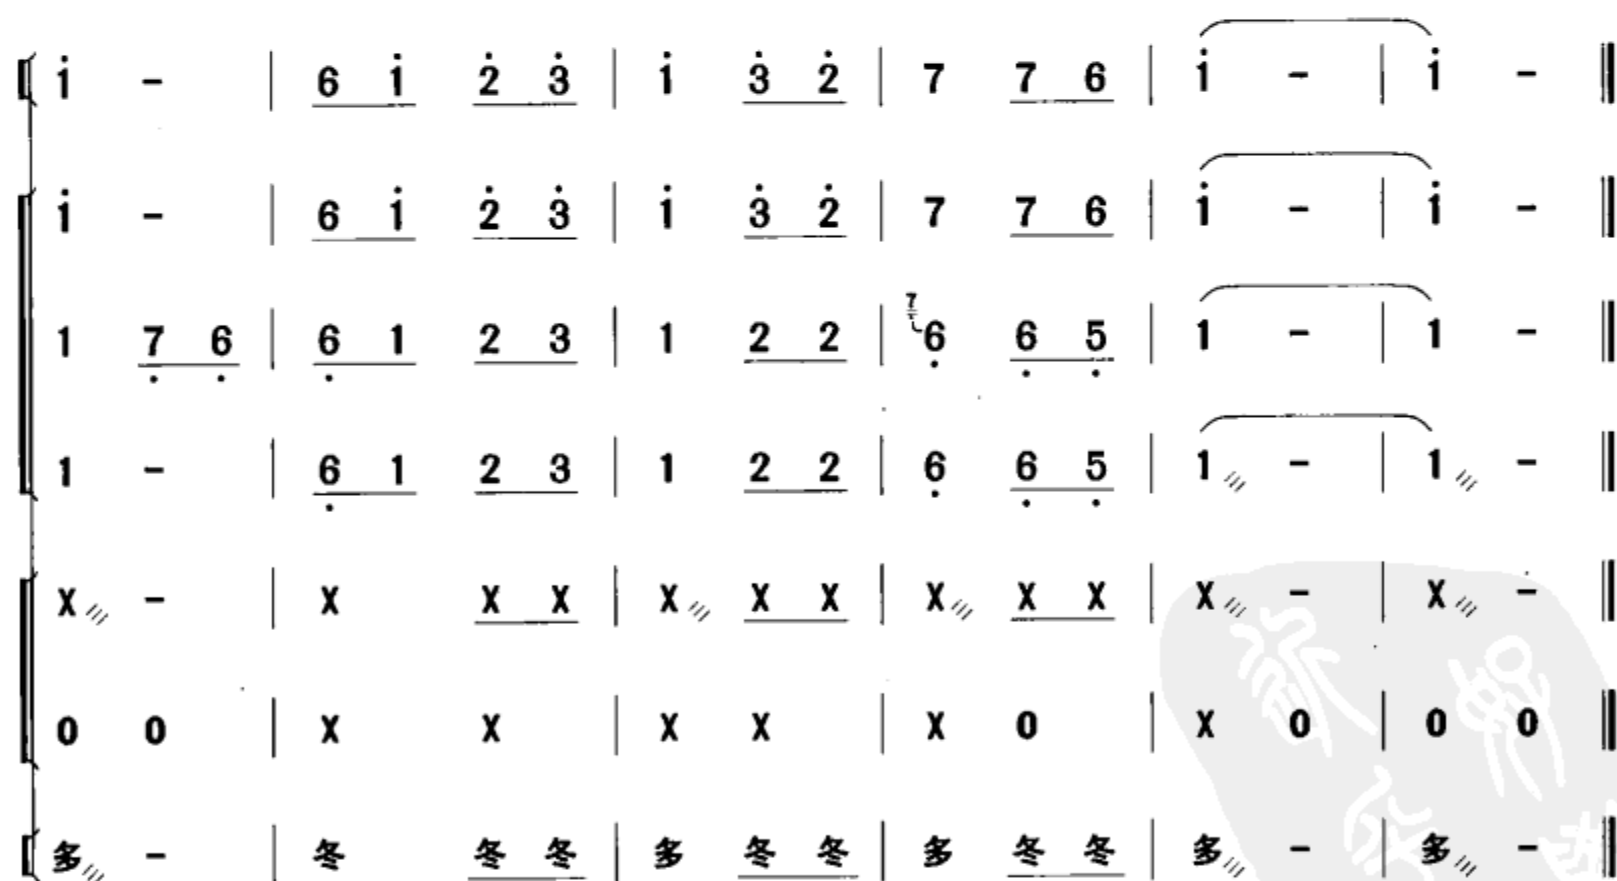 i̇ - | 6 i̇ 2̇ 3̇ | i̇ 3̇ 2̇ | 7 7 6 | i̇ - | i̇ - ‖
i̇ - | 6 i̇ 2̇ 3̇ | i̇ 3̇ 2̇ | 7 7 6 | i̇ - | i̇ - ‖
1 7̣ 6̣ | 6̣ 1 2 3 | 1 2 2 | 7 6̣ 6̣ 5̣ | 1 - | 1 - ‖
1 - | 6̣ 1 2 3 | 1 2 2 | 6̣ 6̣ 5̣ | 1/// - | 1/// - ‖
X/// - | X X X | X/// X X | X/// X X | X/// - | X/// - ‖
0 0 | X X | X X | X 0 | X 0 | 0 0 ‖
多/// - | 冬 冬 冬 | 多 冬 冬 | 多 冬 冬 | 多/// - | 多/// - ‖